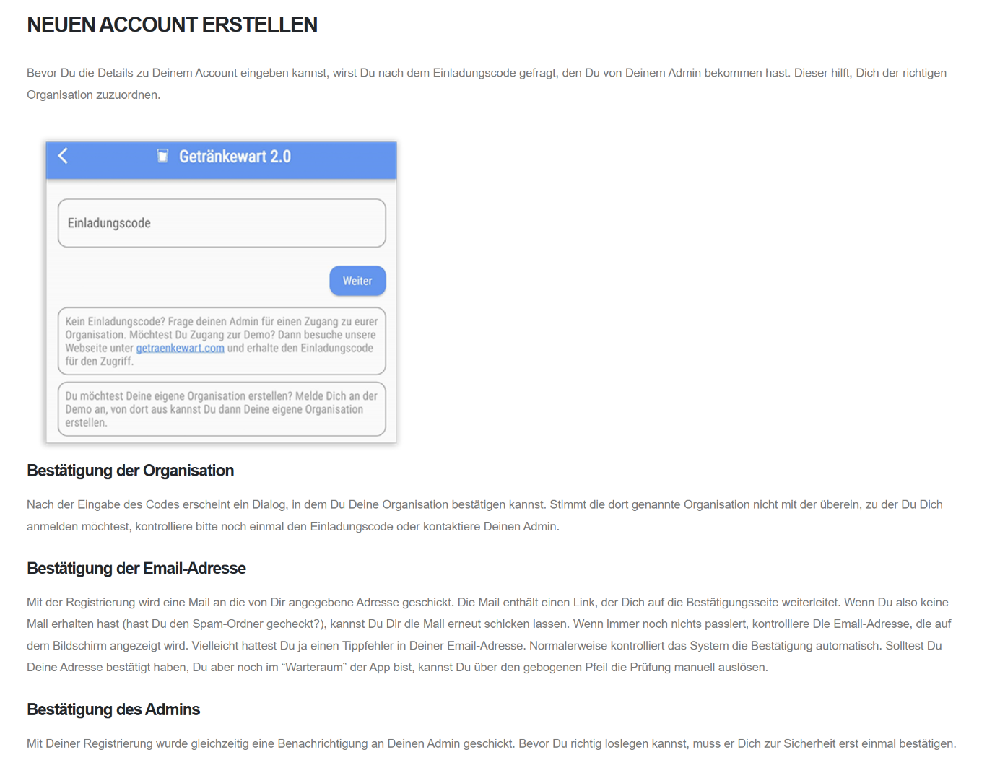 NEUEN ACCOUNT ERSTELLEN
Bevor Du die Details zu Deinem Account eingeben kannst, wirst Du nach dem Einladungscode gefragt, den Du von Deinem Admin bekommen hast. Dieser hilft, Dich der richtigen
Organisation zuzuordnen.
Getränkewart 2.0
Einladungscode
Weiter
Kein Einladungscode? Frage deinen Admin für einen Zugang zu eurer
Organisation. Möchtest Du Zugang zur Demo? Dann besuche unsere
Webseite unter getraenkewart.com und erhalte den Einladungscode
für den Zugriff.
Du möchtest Deine eigene Organisation erstellen? Melde Dich an der
Demo an, von dort aus kannst Du dann Deine eigene Organisation
erstellen.
Bestätigung der Organisation
Nach der Eingabe des Codes erscheint ein Dialog, in dem Du Deine Organisation bestätigen kannst. Stimmt die dort genannte Organisation nicht mit der überein, zu der Du Dich
anmelden möchtest, kontrolliere bitte noch einmal den Einladungscode oder kontaktiere Deinen Admin.
Bestätigung der Email-Adresse
Mit der Registrierung wird eine Mail an die von Dir angegebene Adresse geschickt. Die Mail enthält einen Link, der Dich auf die Bestätigungsseite weiterleitet. Wenn Du also keine
Mail erhalten hast (hast Du den Spam-Ordner gecheckt?), kannst Du Dir die Mail erneut schicken lassen. Wenn immer noch nichts passiert, kontrolliere Die Email-Adresse, die auf
dem Bildschirm angezeigt wird. Vielleicht hattest Du ja einen Tippfehler in Deiner Email-Adresse. Normalerweise kontrolliert das System die Bestätigung automatisch. Solltest Du
Deine Adresse bestätigt haben, Du aber noch im “Warteraum” der App bist, kannst Du über den gebogenen Pfeil die Prüfung manuell auslösen.
Bestätigung des Admins
Mit Deiner Registrierung wurde gleichzeitig eine Benachrichtigung an Deinen Admin geschickt. Bevor Du richtig loslegen kannst, muss er Dich zur Sicherheit erst einmal bestätigen.